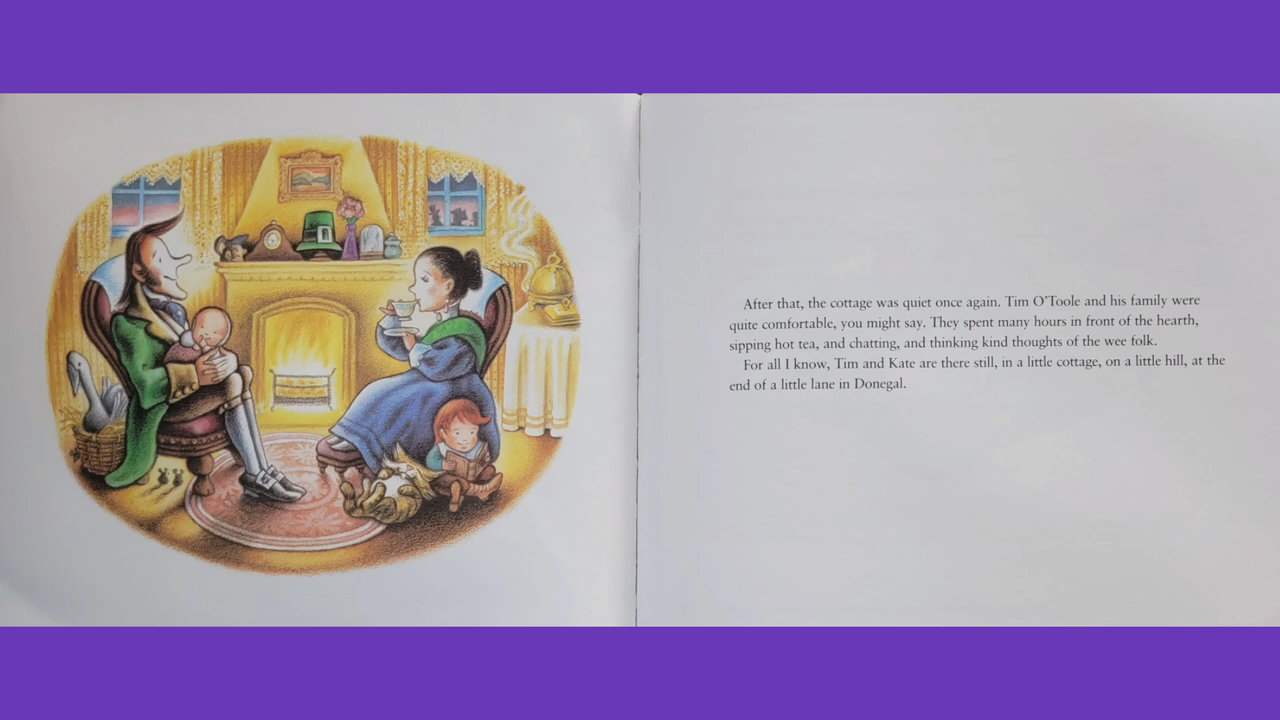 After that, the cottage was quiet once again. Tim O'Toole and his family were
quite comfortable, you might say. They spent many hours in front of the hearth,
sipping hot tea, and chatting, and thinking kind thoughts of the wee folk.
For all I know, Tim and Kate are there still, in a little cottage, on a little hill, at the
end of a little lane in Donegal.